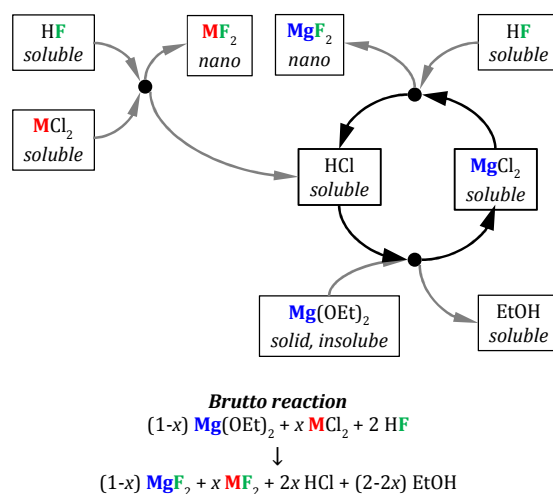 HF
soluble
MF₂
nano
MgF₂
nano
HF
soluble
MCl₂
soluble
HCl
soluble
MgCl₂
soluble
Mg(OEt)₂
solid, insolube
EtOH
soluble
Brutto reaction
(1-x) Mg(OEt)₂ + x MCl₂ + 2 HF
↓
(1-x) MgF₂ + x MF₂ + 2x HCl + (2-2x) EtOH